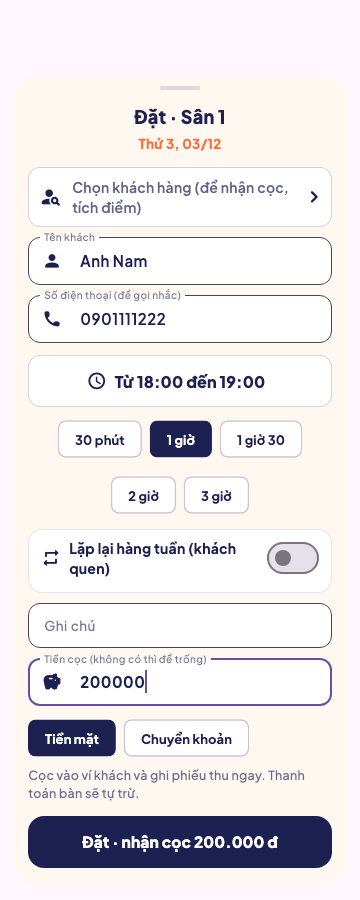 Đặt · Sân 1
Thứ 3, 03/12
Chọn khách hàng (để nhận cọc,
tích điểm)
Tên khách
Anh Nam
Số điện thoại (để gọi nhắc)
0901111222
Từ 18:00 đến 19:00
30 phút
1 giờ
1 giờ 30
2 giờ
3 giờ
Lặp lại hàng tuần (khách
quen)
Ghi chú
Tiền cọc (không có thì để trống)
200000
Tiền mặt
Chuyển khoản
Cọc vào ví khách và ghi phiếu thu ngay. Thanh
toán bàn sẽ tự trừ.
Đặt · nhận cọc 200.000 đ